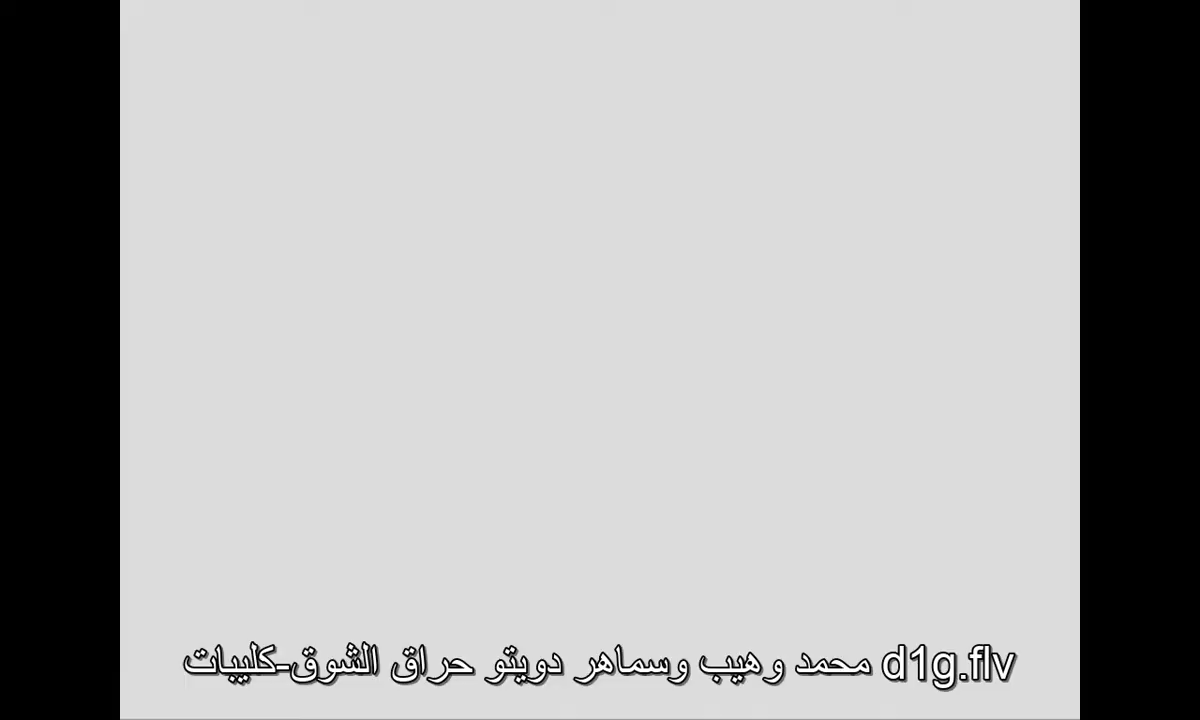 d1g.flv محمد وهيب وسماهر دويتو حراق الشوق-كليبات